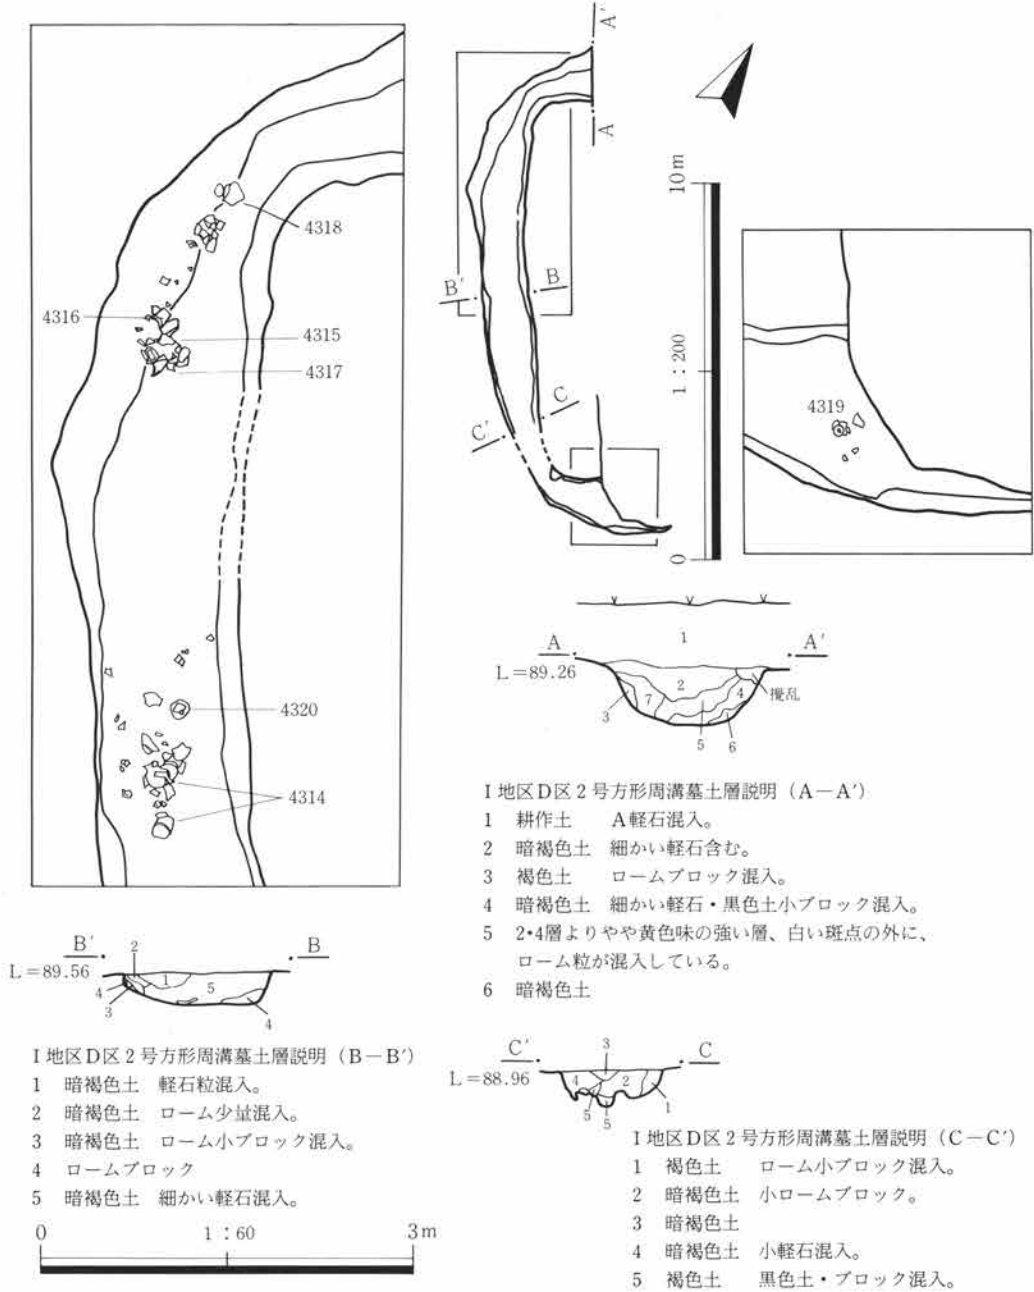 4318
4316
4315
4317
4320
4314
A′
A
B′
B
C′
C
10m
1：200
0
4319
A
A′
L＝89.26
1
2
3
7
4
攪乱
5
6
I地区D区2号方形周溝墓土層説明（A－A′）
1　耕作土　A軽石混入。
2　暗褐色土　細かい軽石含む。
3　褐色土　ロームブロック混入。
4　暗褐色土　細かい軽石・黒色土小ブロック混入。
5　2•4層よりやや黄色味の強い層、白い斑点の外に、
ローム粒が混入している。
6　暗褐色土
B′
B
L＝89.56
2
1
5
4
3
4
I地区D区2号方形周溝墓土層説明（B－B′）
1　暗褐色土　軽石粒混入。
2　暗褐色土　ローム少量混入。
3　暗褐色土　ローム小ブロック混入。
4　ロームブロック
5　暗褐色土　細かい軽石混入。
0
1：60
3m
C′
C
L＝88.96
3
4
2
1
5
5
I地区D区2号方形周溝墓土層説明（C－C′）
1　褐色土　ローム小ブロック混入。
2　暗褐色土　小ロームブロック。
3　暗褐色土
4　暗褐色土　小軽石混入。
5　褐色土　黒色土・ブロック混入。